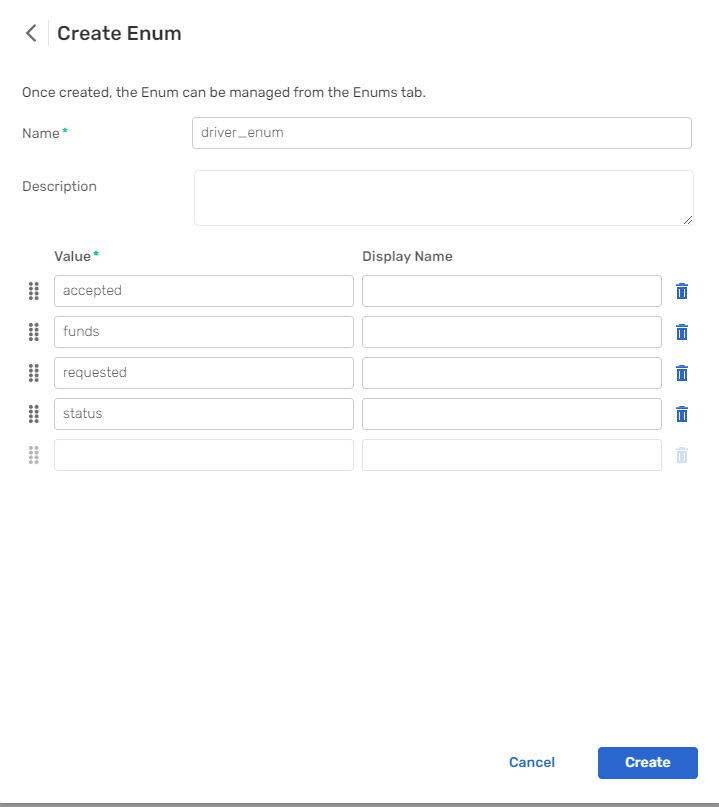 Create Enum
Once created, the Enum can be managed from the Enums tab.
Name* driver_enum
Description
Value* Display Name
accepted
funds
requested
status
Cancel Create